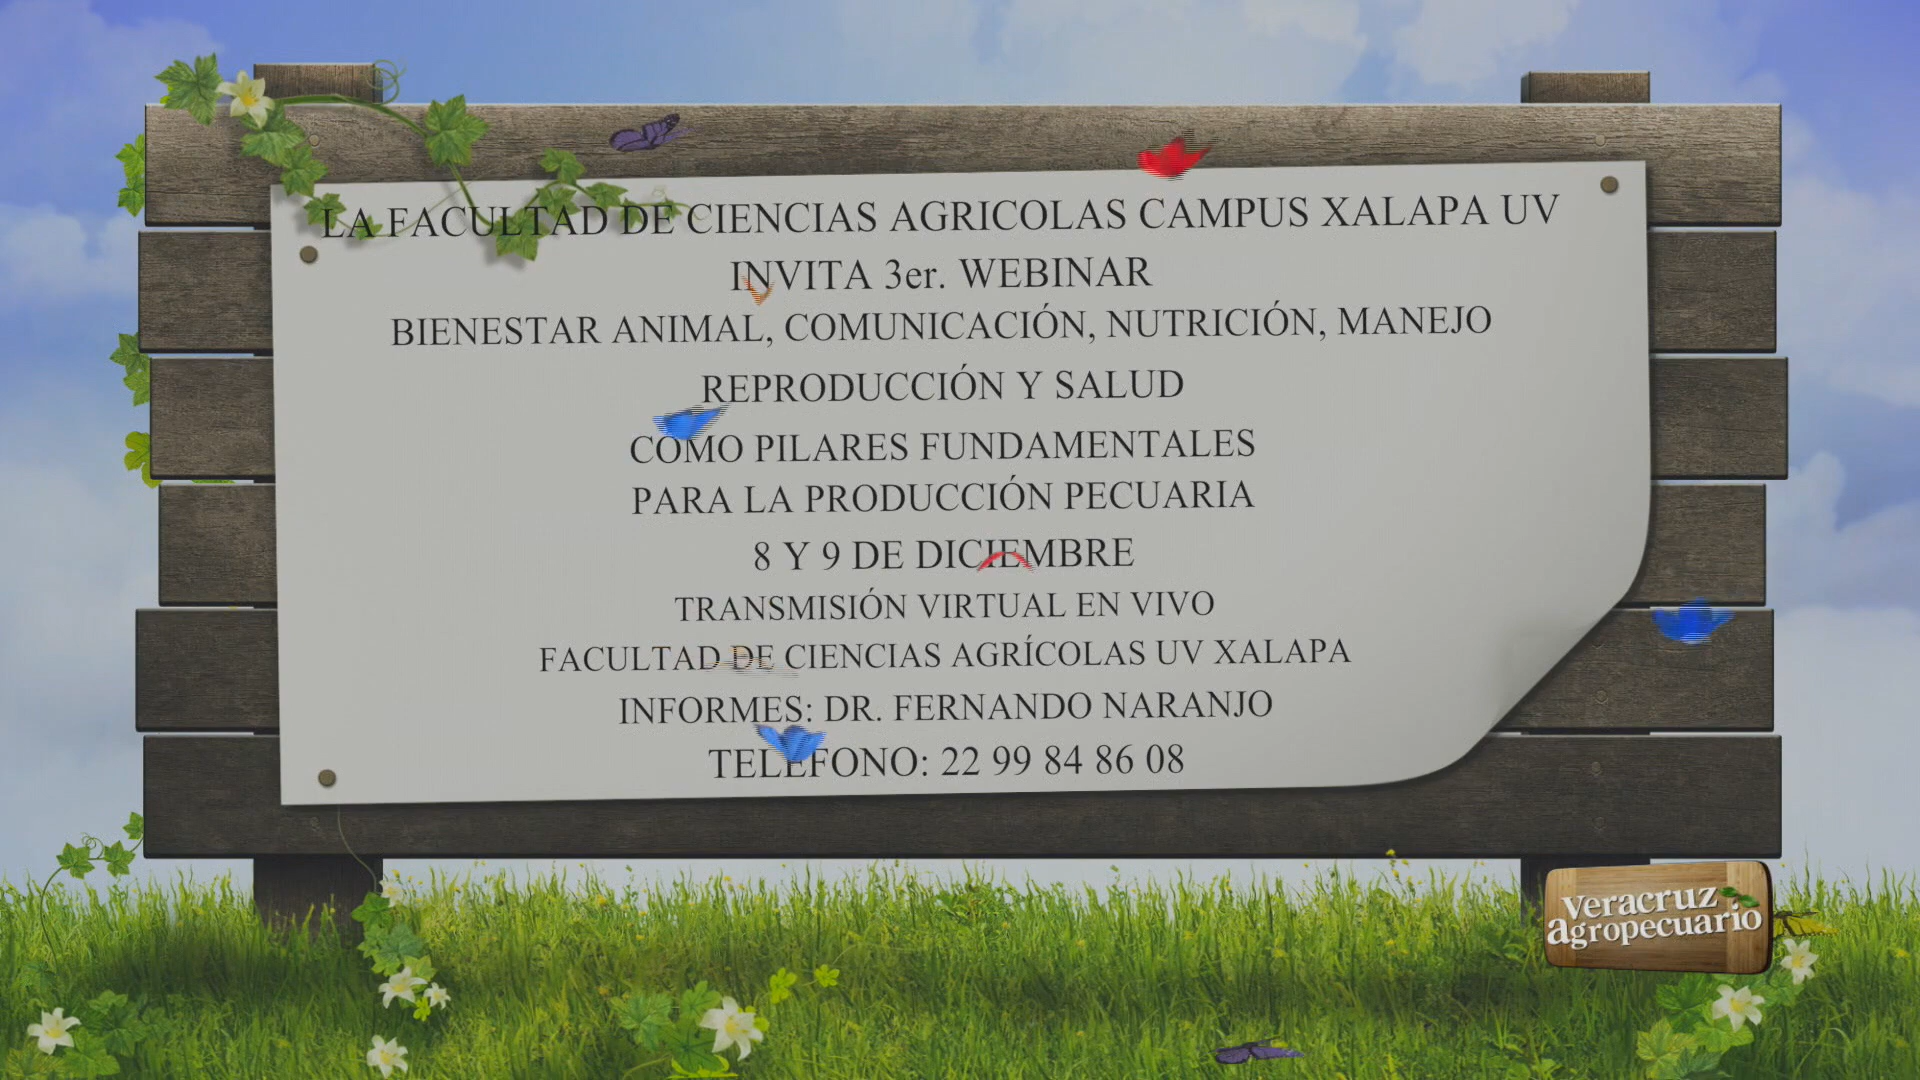 LA FACULTAD DE CIENCIAS AGRICOLAS CAMPUS XALAPA UV
INVITA 3er. WEBINAR
BIENESTAR ANIMAL, COMUNICACIÓN, NUTRICIÓN, MANEJO
REPRODUCCIÓN Y SALUD
COMO PILARES FUNDAMENTALES
PARA LA PRODUCCIÓN PECUARIA
8 Y 9 DE DICIEMBRE
TRANSMISIÓN VIRTUAL EN VIVO
FACULTAD DE CIENCIAS AGRÍCOLAS UV XALAPA
INFORMES: DR. FERNANDO NARANJO
TELEFONO: 22 99 84 86 08
veracruz
agropecuario